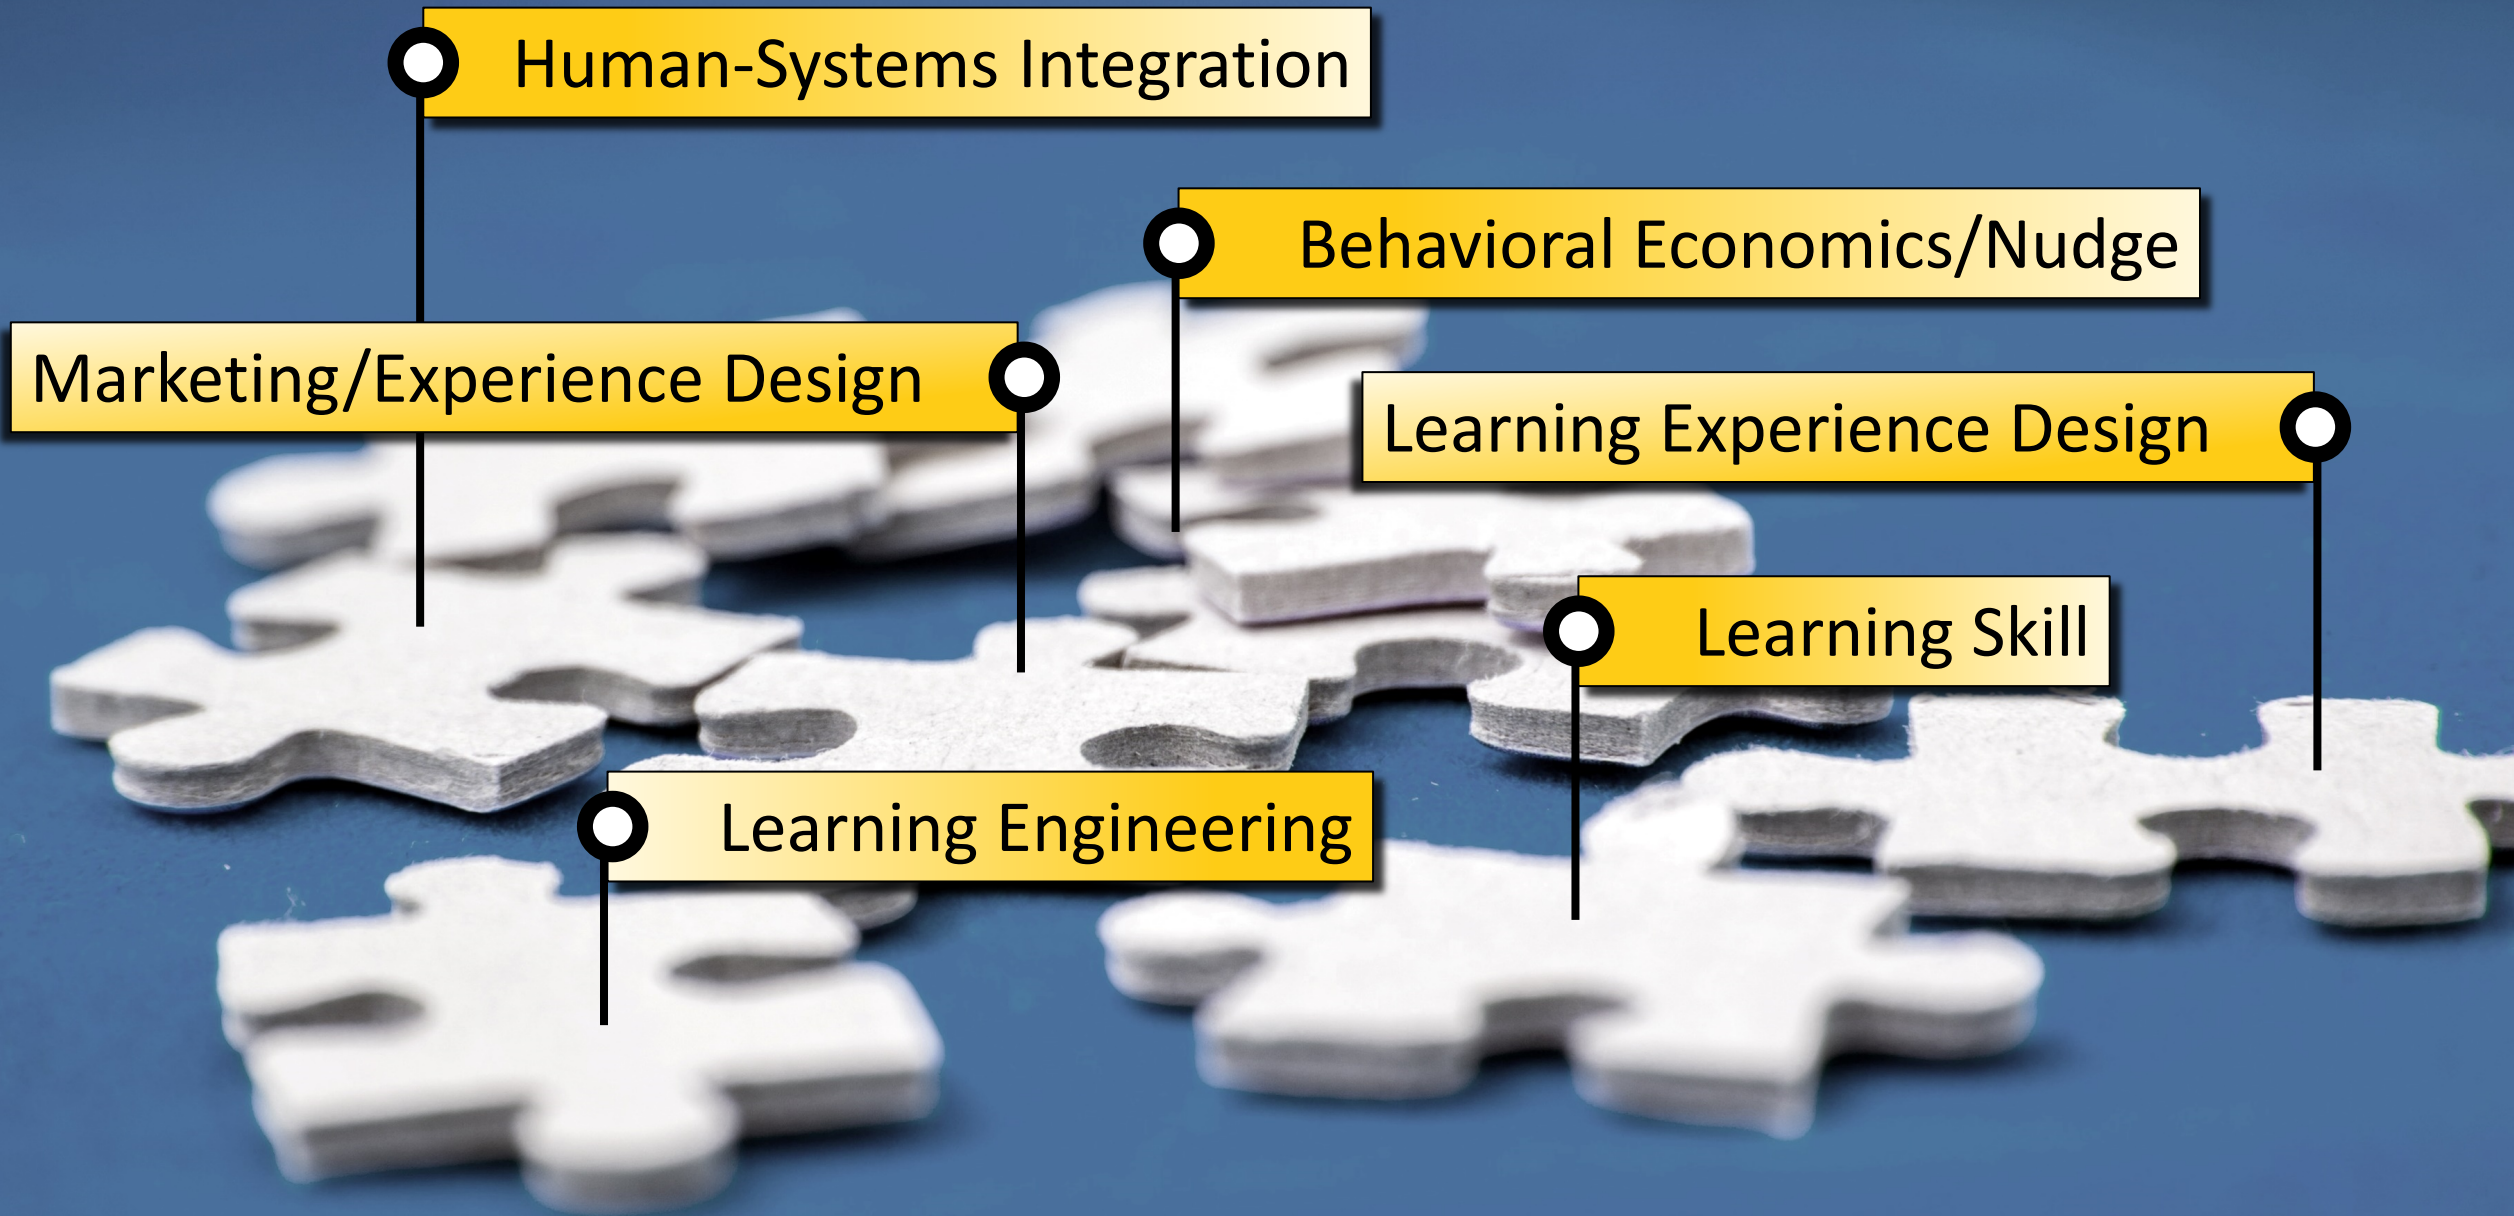 Human-Systems Integration
Behavioral Economics/Nudge
Marketing/Experience Design
Learning Experience Design
Learning Skill
Learning Engineering